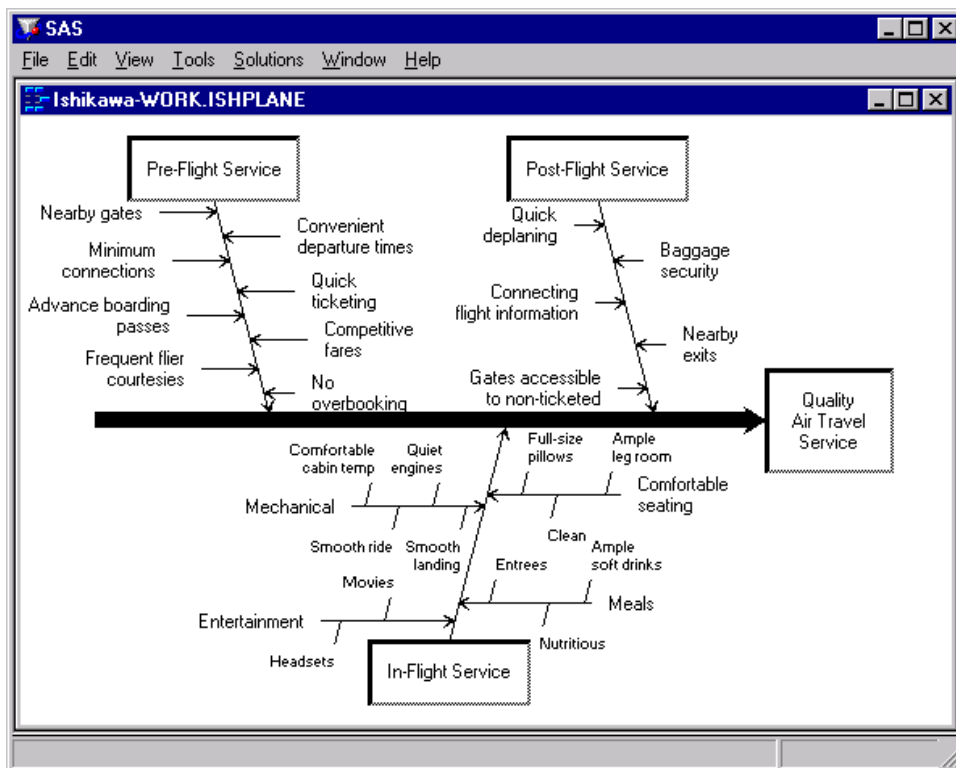 SAS
File Edit View Tools Solutions Window Help
Ishikawa-WORK.ISHPLANE
Pre-Flight Service
Post-Flight Service
Nearby gates
Convenient
departure times
Minimum
connections
Quick
ticketing
Advance boarding
passes
Competitive
fares
Frequent flier
courtesies
No
overbooking
Quick
deplaning
Baggage
security
Connecting
flight information
Nearby
exits
Gates accessible
to non-ticketed
Quality
Air Travel
Service
Comfortable
cabin temp
Quiet
engines
Mechanical
Smooth ride
Smooth
landing
Full-size
pillows
Ample
leg room
Comfortable
seating
Clean
Movies
Entertainment
Headsets
Entrees
Ample
soft drinks
Meals
Nutritious
In-Flight Service